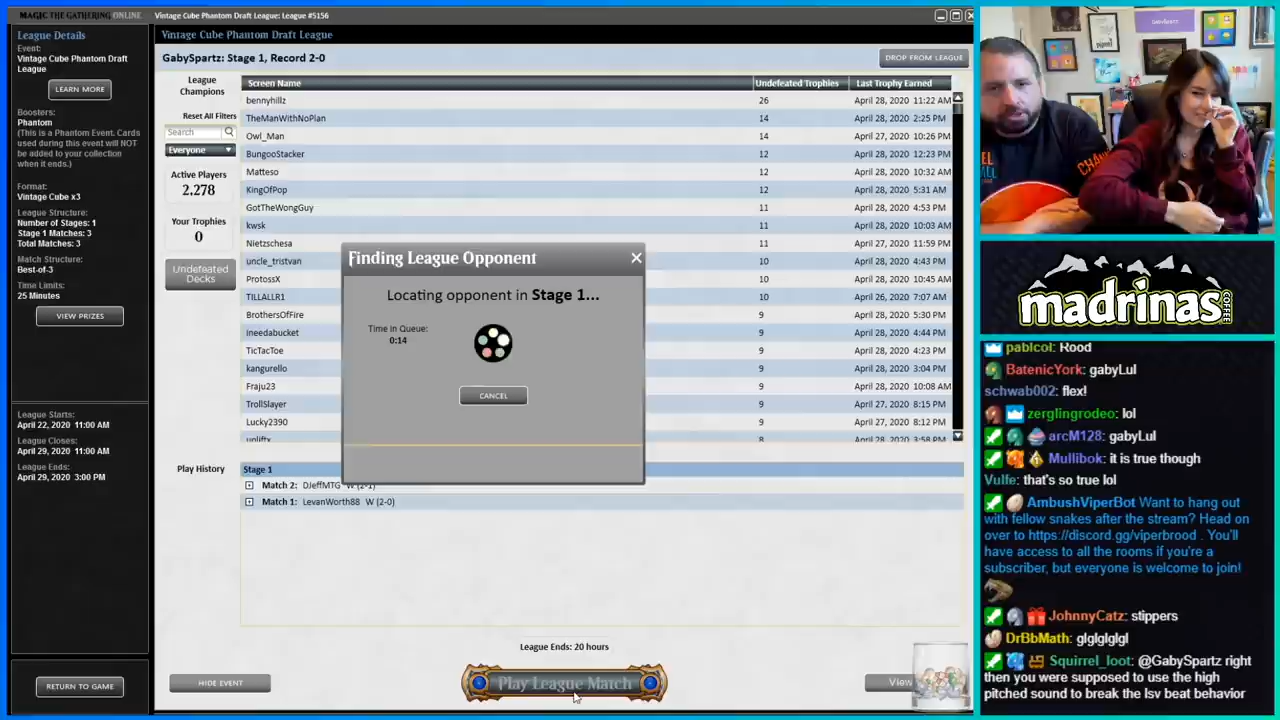 MAGIC THE GATHERING ONLINE
Vintage Cube Phantom Draft League: League #5156
League Details
Event:
Vintage Cube Phantom Draft
League
LEARN MORE
Boosters:
Phantom
(This is a Phantom Event. Cards
used during this event will NOT
be added to your collection
when it ends.)
Format:
Vintage Cube x3
League Structure:
Number of Stages: 1
Stage 1 Matches: 3
Total Matches: 3
Match Structure:
Best-of-3
Time Limits:
25 Minutes
VIEW PRIZES
League Starts:
April 22, 2020 11:00 AM
League Closes:
April 29, 2020 11:00 AM
League Ends:
April 29, 2020 3:00 PM
RETURN TO GAME
Vintage Cube Phantom Draft League
GabySpartz: Stage 1, Record 2-0
DROP FROM LEAGUE
League
Champions
Reset All Filters
Search
Everyone
Active Players
2,278
Your Trophies
0
Undefeated
Decks
Screen Name Undefeated Trophies Last Trophy Earned
bennyhillz 26 April 28, 2020 11:22 AM
TheManWithNoPlan 14 April 28, 2020 2:25 PM
Owl_Man 14 April 27, 2020 10:26 PM
BungooStacker 12 April 28, 2020 12:23 PM
Matteso 12 April 28, 2020 10:32 AM
KingOfPop 12 April 28, 2020 5:31 AM
GotTheWongGuy 11 April 28, 2020 4:53 PM
kwsk 11 April 28, 2020 10:03 AM
Nietzschesa 11 April 27, 2020 11:59 PM
uncle_tristvan 10 April 28, 2020 4:43 PM
ProtossX 10 April 28, 2020 10:45 AM
TILLALLR1 10 April 26, 2020 7:07 AM
BrothersOfFire 9 April 28, 2020 5:30 PM
ineedabucket 9 April 28, 2020 4:44 PM
TicTacToe 9 April 28, 2020 4:23 PM
kangurello 9 April 28, 2020 3:04 PM
Fraju23 9 April 28, 2020 10:08 AM
TrollSlayer 9 April 27, 2020 8:15 PM
Lucky2390 9 April 27, 2020 8:12 PM
upliftx 8 April 28, 2020 3:58 PM
Finding League Opponent
Locating opponent in Stage 1...
Time in Queue:
0:14
CANCEL
Play History
Stage 1
Match 2: DJeffMTG W (2-1)
Match 1: LevanWorth88 W (2-0)
League Ends: 20 hours
HIDE EVENT
Play League Match
View
GabySpartz
madrinas
COFFEE
pablcol: Rood
BatenicYork: gabyLul
schwab002: flex!
zerglingrodeo: lol
arcM128: gabyLul
Mullibok: it is true though
Vulfe: that's so true lol
AmbushViperBot Want to hang out
with fellow snakes after the stream? Head on
over to https://discord.gg/viperbrood . You'll
have access to all the rooms if you're a
subscriber, but everyone is welcome to join!
JohnnyCatz: stippers
DrBbMath: glglglglgl
Squirrel_loot: @GabySpartz right
then you were supposed to use the high
pitched sound to break the lsv beat behavior